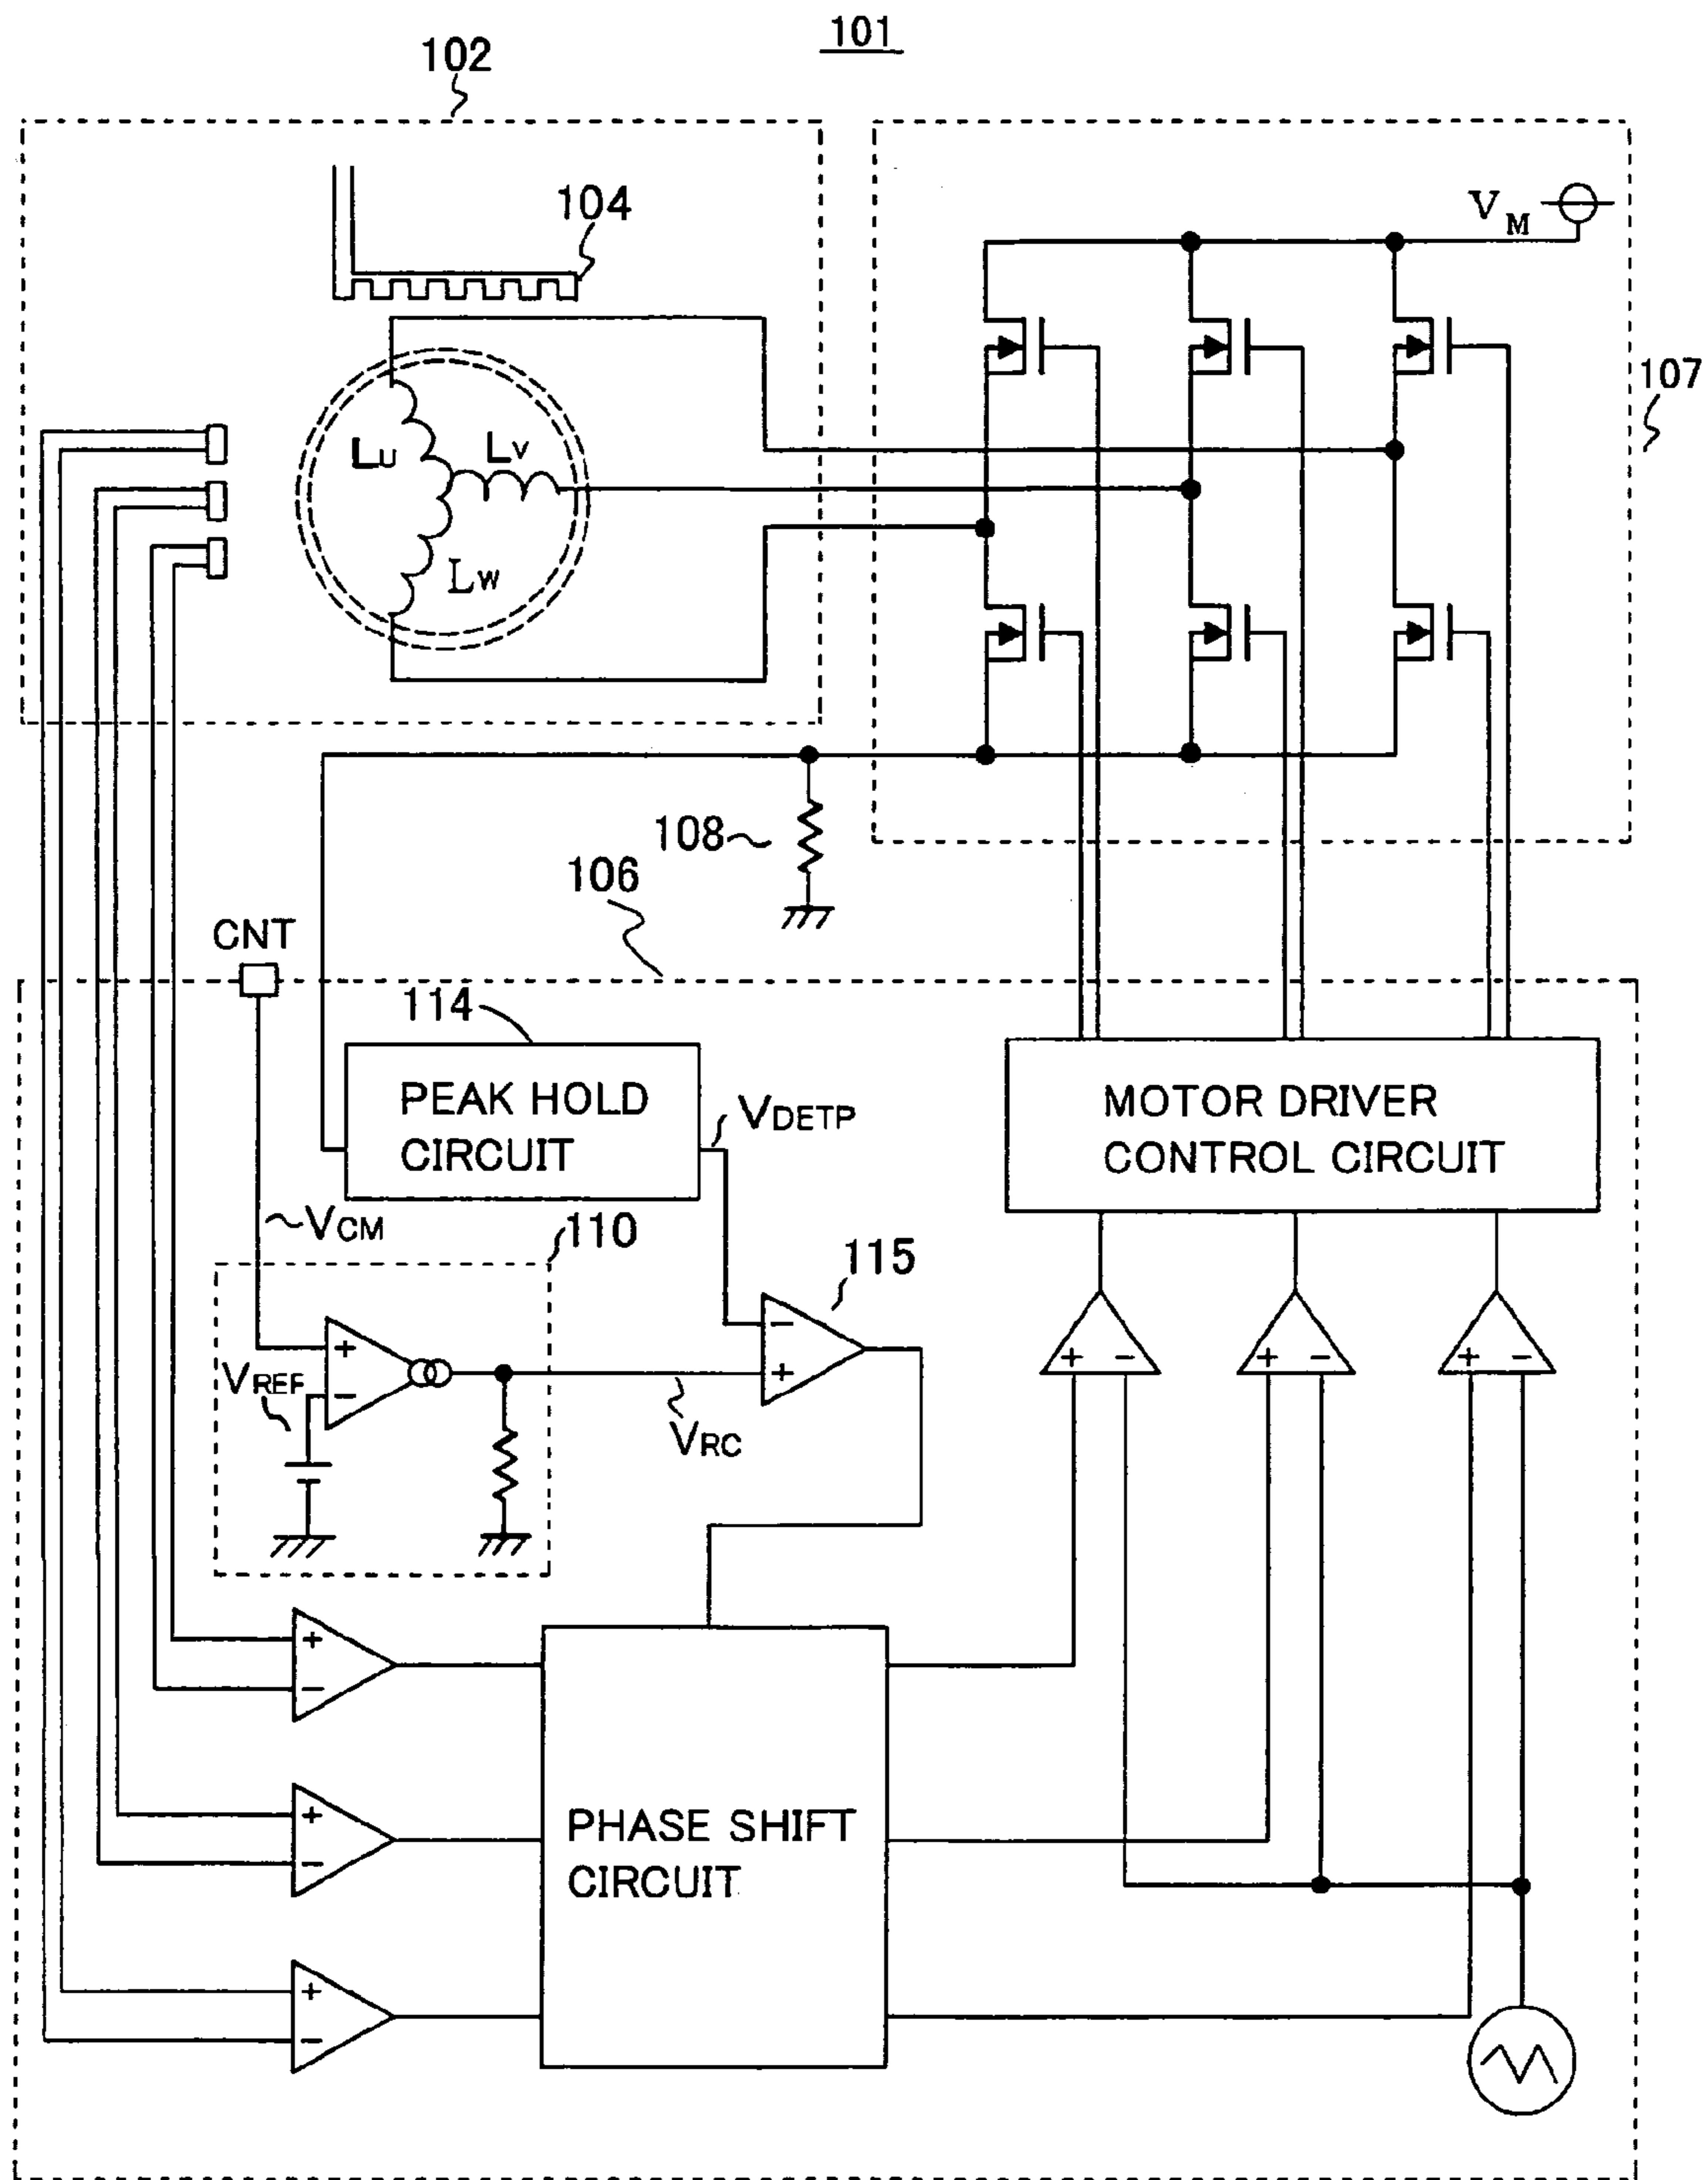 101
102
104
VM
107
LU
LV
LW
108
106
CNT
114
PEAK HOLD
CIRCUIT
VDETP
MOTOR DRIVER
CONTROL CIRCUIT
VCM
110
115
+
−
VREF
−
+
VRC
+ −
+ −
+ −
+
−
PHASE SHIFT
CIRCUIT
+
−
+
−